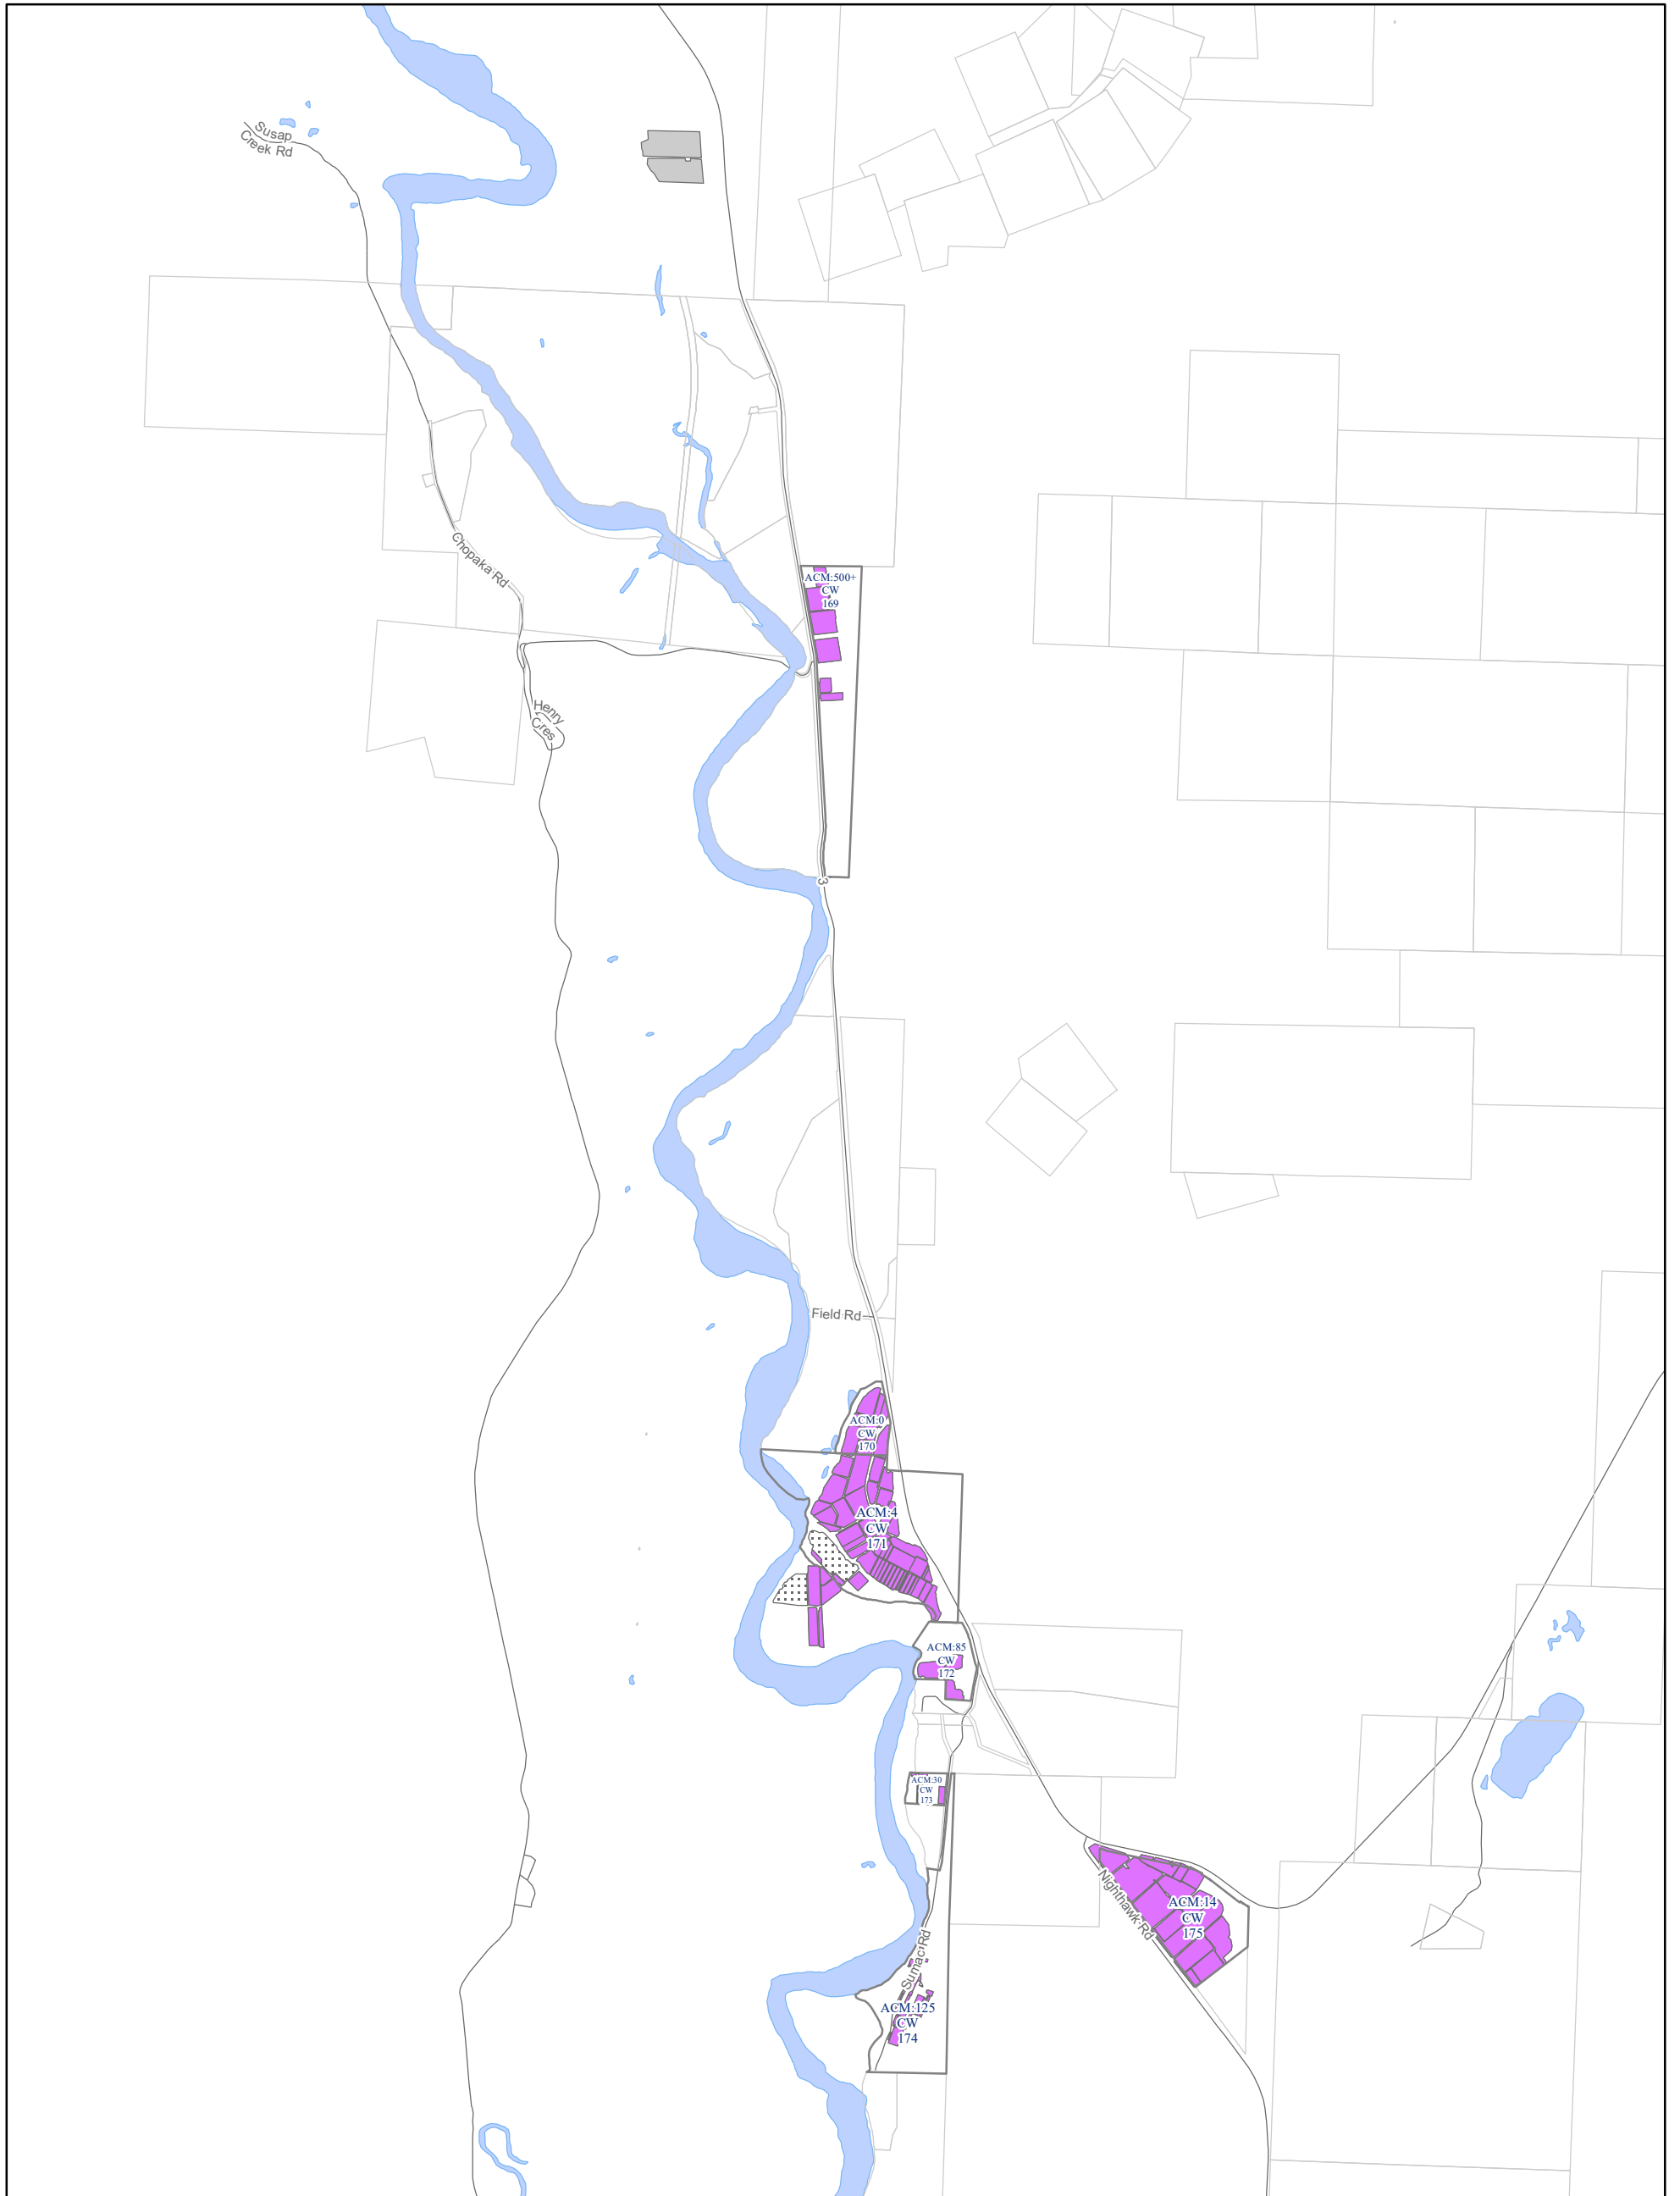 Susap
Creek Rd
Chopaka Rd
ACM:500+
CW
169
Henry
Cres
3
Field Rd
ACM:0
CW
170
ACM:4
CW
171
ACM:85
CW
172
ACM:30
CW
173
Nighthawk Rd
ACM:14
CW
175
Sumac Rd
ACM:125
CW
174